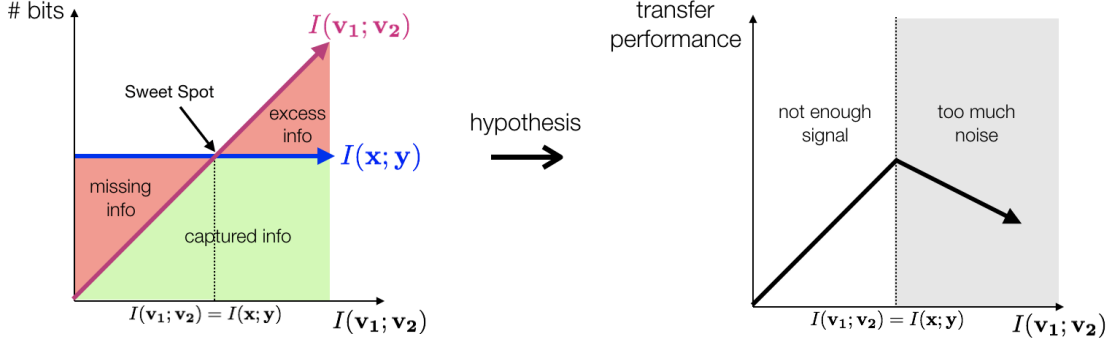 # bits
I(v₁; v₂)
Sweet Spot
excess
info
I(x; y)
missing
info
captured info
I(v₁; v₂) = I(x; y)
I(v₁; v₂)
hypothesis
transfer
performance
not enough
signal
too much
noise
I(v₁; v₂) = I(x; y)
I(v₁; v₂)